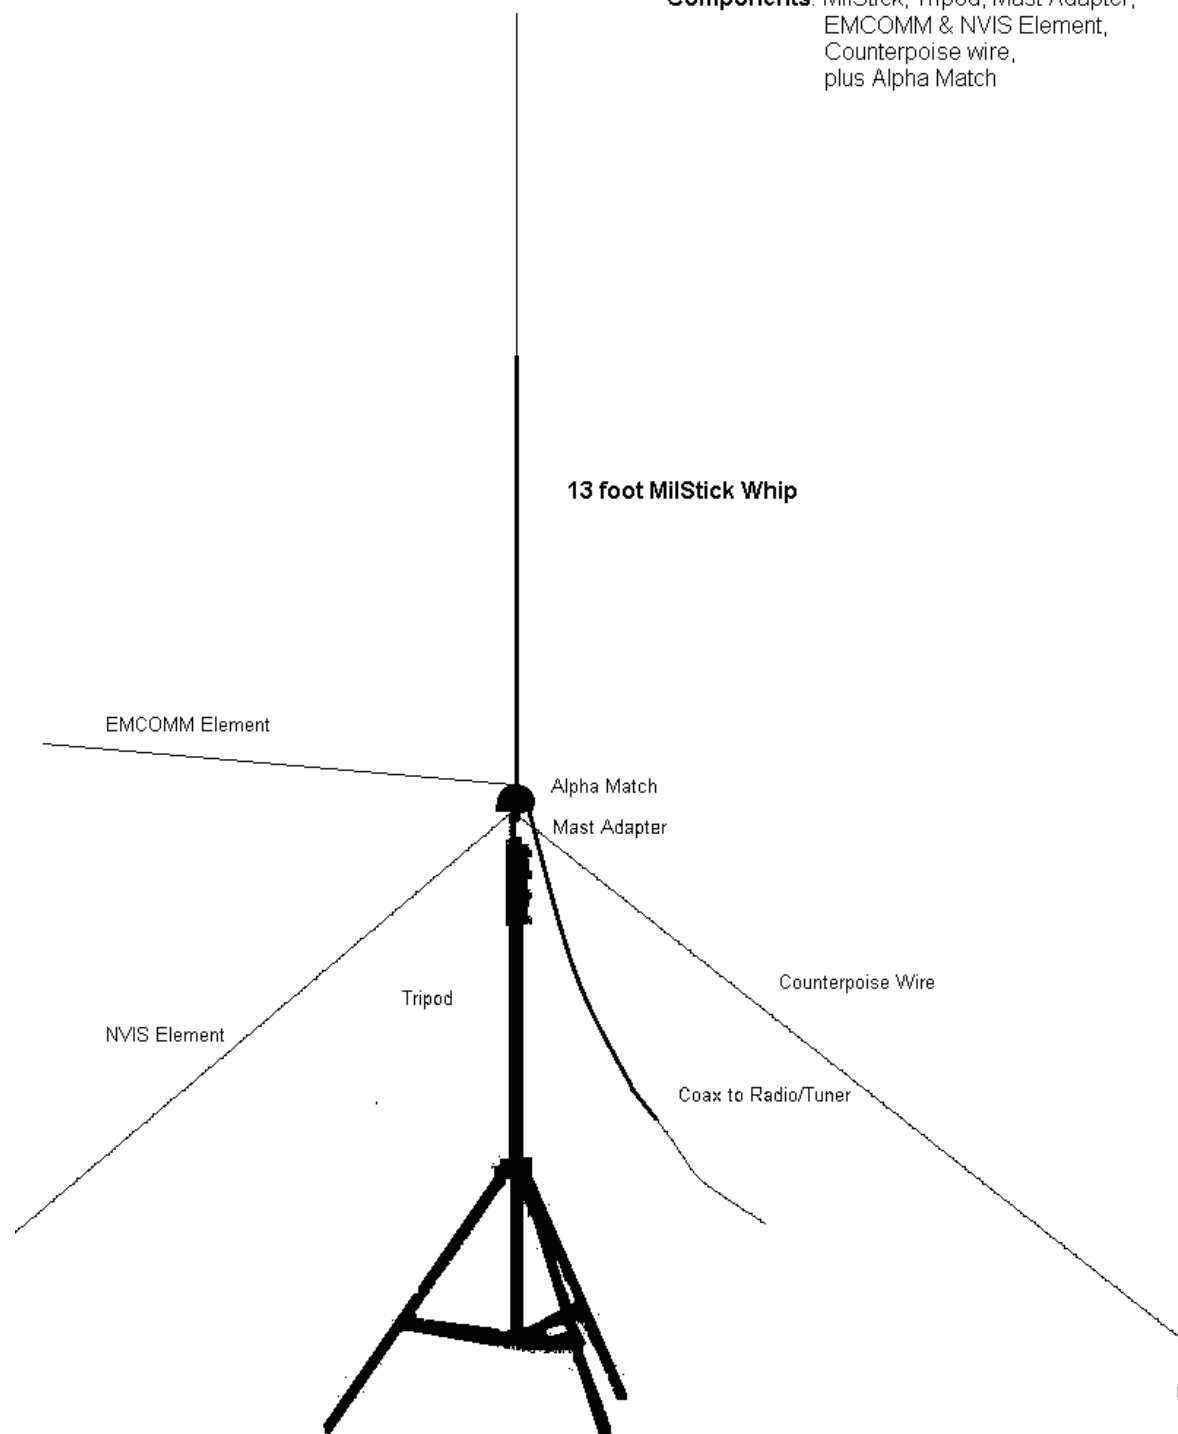 Components: MilStick, Tripod, Mast Adapter,
EMCOMM & NVIS Element,
Counterpoise wire,
plus Alpha Match
13 foot MilStick Whip
EMCOMM Element
Alpha Match
Mast Adapter
Counterpoise Wire
Tripod
NVIS Element
Coax to Radio/Tuner